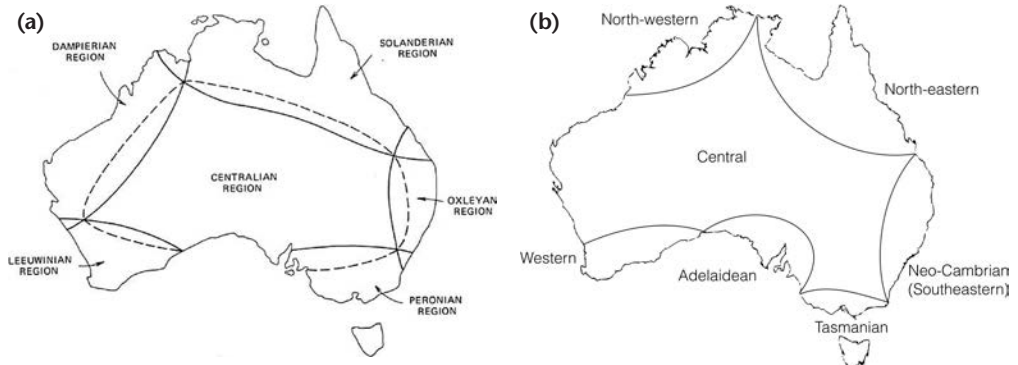 (a)
DAMPIERIAN
REGION
SOLANDERIAN
REGION
CENTRALIAN
REGION
OXLEYAN
REGION
LEEUWINIAN
REGION
PERONIAN
REGION
(b)
North-western
North-eastern
Central
Western
Adelaidean
Neo-Cambrian
(Southeastern)
Tasmanian